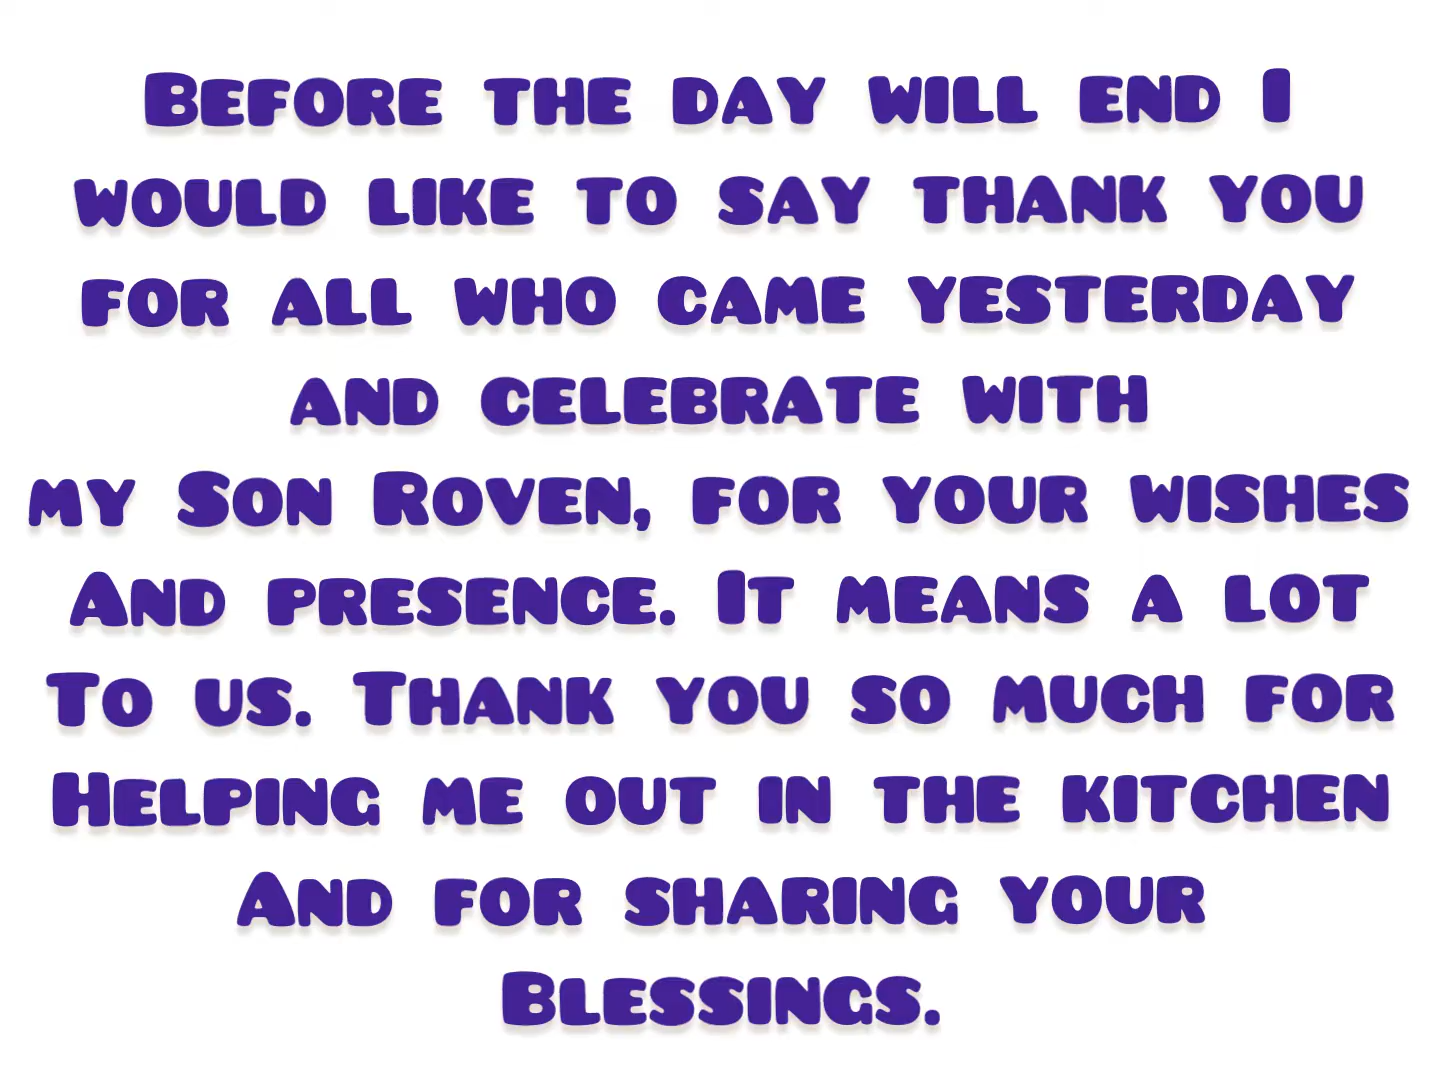 Before the day will end I
would like to say thank you
for all who came yesterday
and celebrate with
my Son Roven, for your wishes
And presence. It means a lot
To us. Thank you so much for
Helping me out in the kitchen
And for sharing your
Blessings.